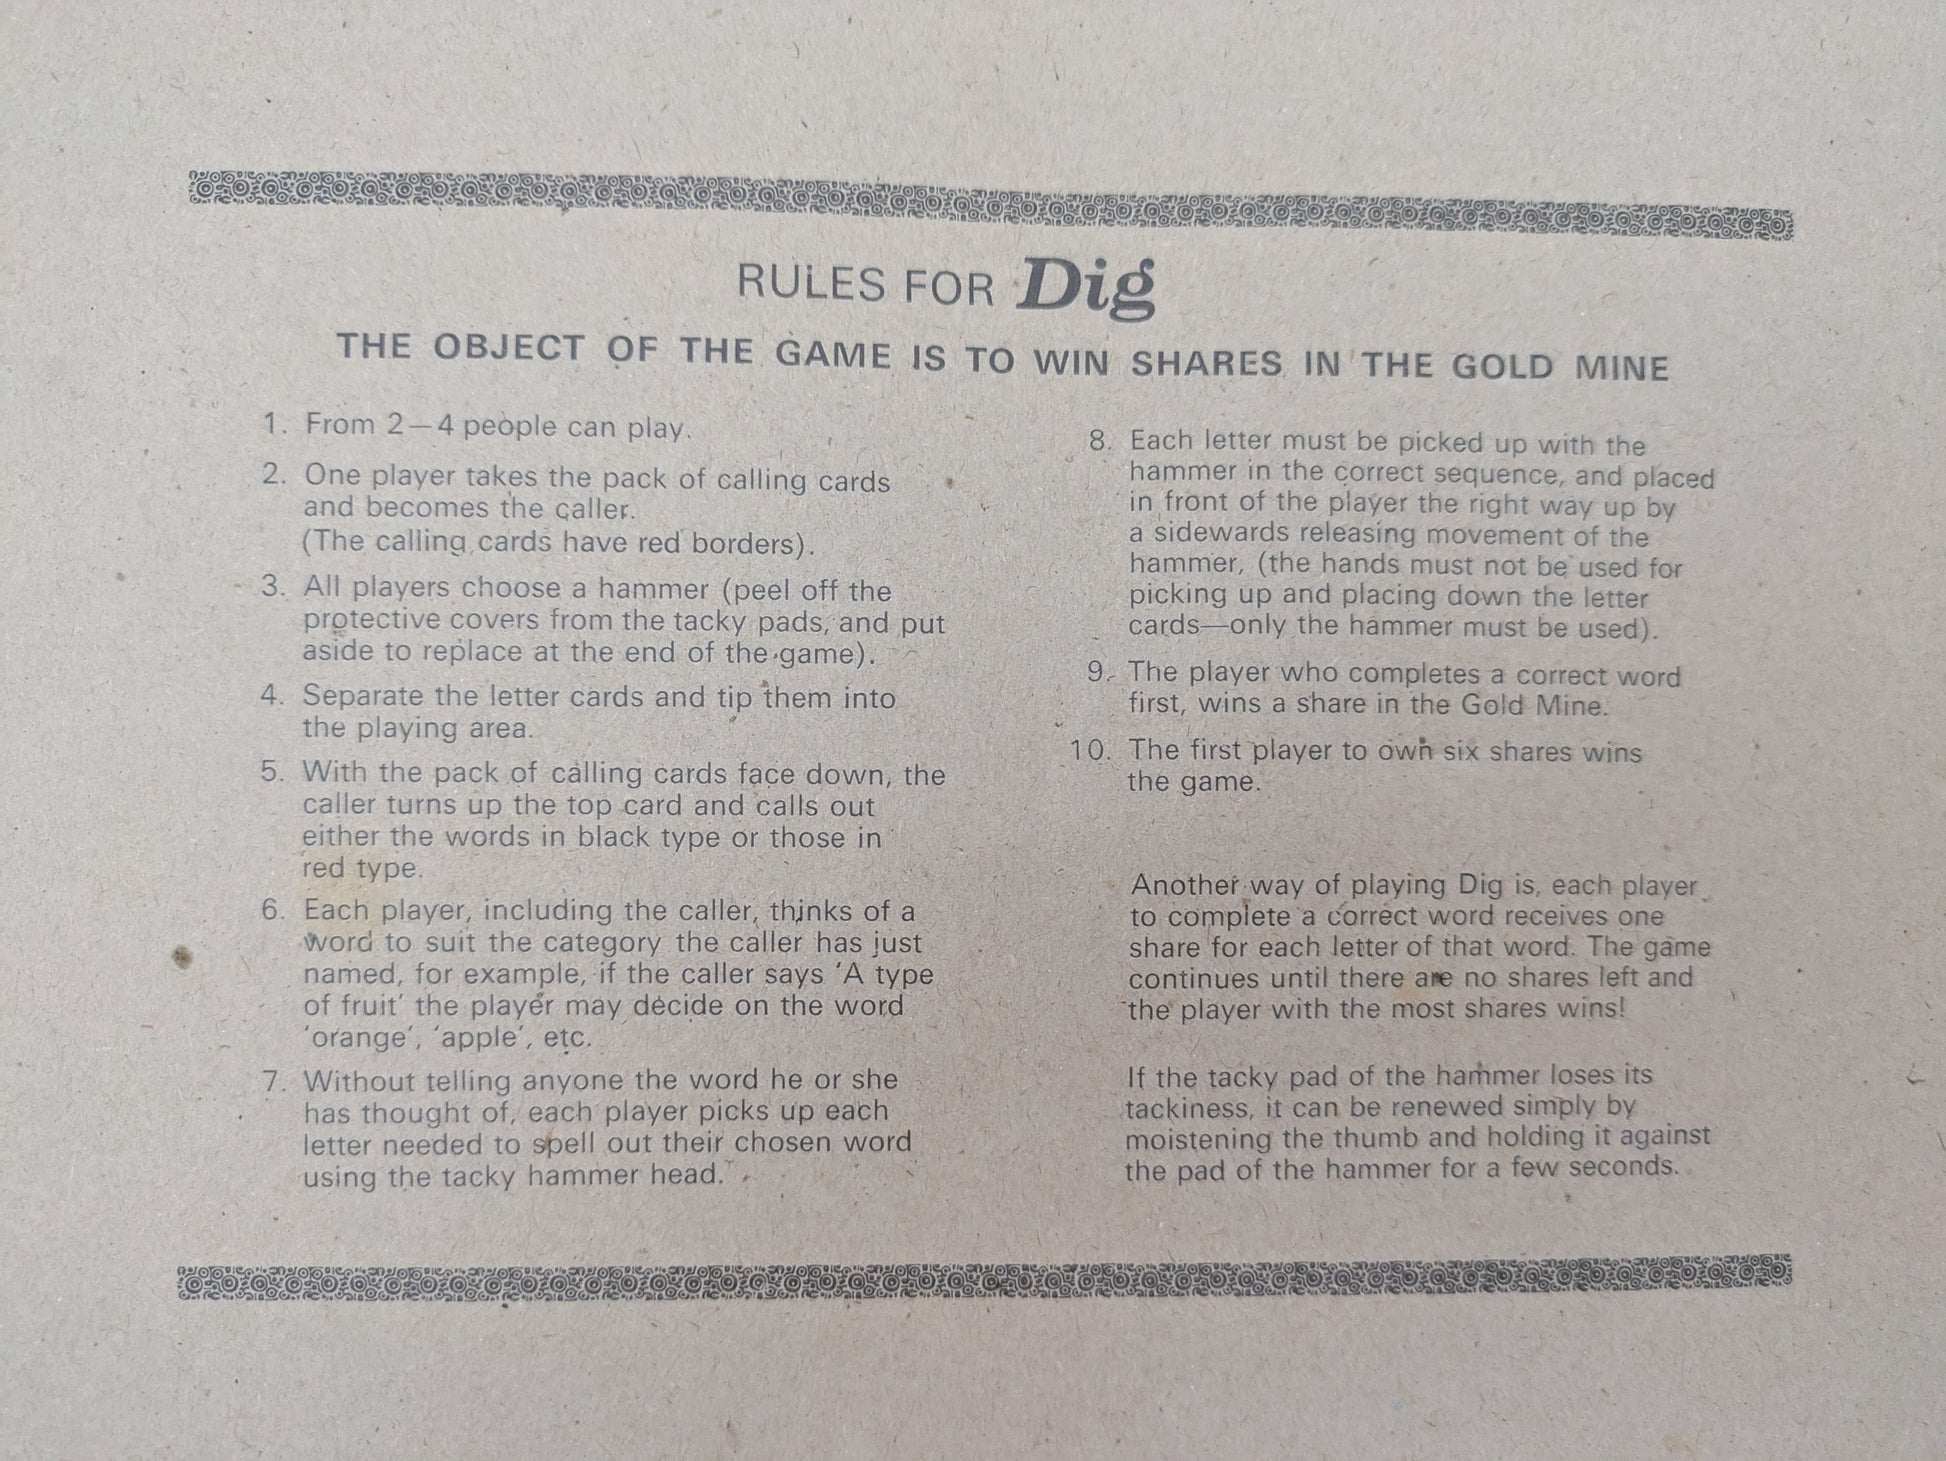 RULES FOR Dig
THE OBJECT OF THE GAME IS TO WIN SHARES IN THE GOLD MINE
1. From 2—4 people can play.
2. One player takes the pack of calling cards
and becomes the caller.
(The calling cards have red borders).
3. All players choose a hammer (peel off the
protective covers from the tacky pads, and put
aside to replace at the end of the game).
4. Separate the letter cards and tip them into
the playing area.
5. With the pack of calling cards face down, the
caller turns up the top card and calls out
either the words in black type or those in
red type.
6. Each player, including the caller, thinks of a
word to suit the category the caller has just
named, for example, if the caller says ‘A type
of fruit’ the player may decide on the word
‘orange’, ‘apple’, etc.
7. Without telling anyone the word he or she
has thought of, each player picks up each
letter needed to spell out their chosen word
using the tacky hammer head.
8. Each letter must be picked up with the
hammer in the correct sequence, and placed
in front of the player the right way up by
a sidewards releasing movement of the
hammer, (the hands must not be used for
picking up and placing down the letter
cards—only the hammer must be used).
9. The player who completes a correct word
first, wins a share in the Gold Mine.
10. The first player to own six shares wins
the game.
Another way of playing Dig is, each player
to complete a correct word receives one
share for each letter of that word. The game
continues until there are no shares left and
the player with the most shares wins!
If the tacky pad of the hammer loses its
tackiness, it can be renewed simply by
moistening the thumb and holding it against
the pad of the hammer for a few seconds.